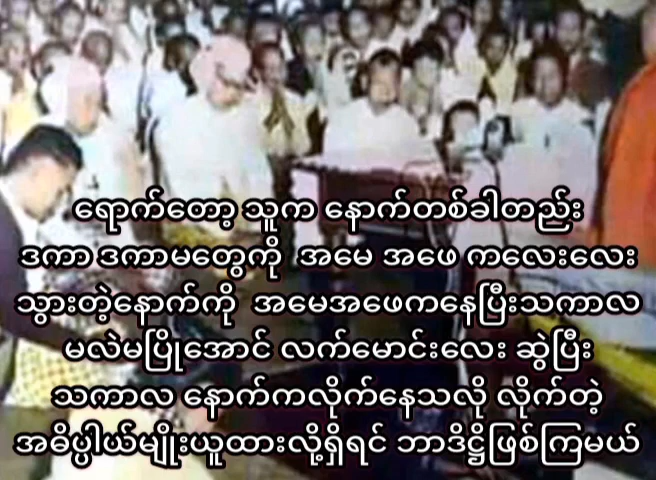 ရောက်တော့ သူက နောက်တစ်ခါတည်း
ဒကာ ဒကာမတွေကို အမေ အဖေ ကလေးလေး
သွားတဲ့နောက်ကို အမေအဖေကနေပြီးသကာလ
မလဲမပြိုအောင် လက်မောင်းလေး ဆွဲပြီး
သကာလ နောက်ကလိုက်နေသလို လိုက်တဲ့
အဓိပ္ပါယ်မျိုးယူထားလို့ရှိရင် ဘာဒိဋ္ဌိဖြစ်ကြမယ်